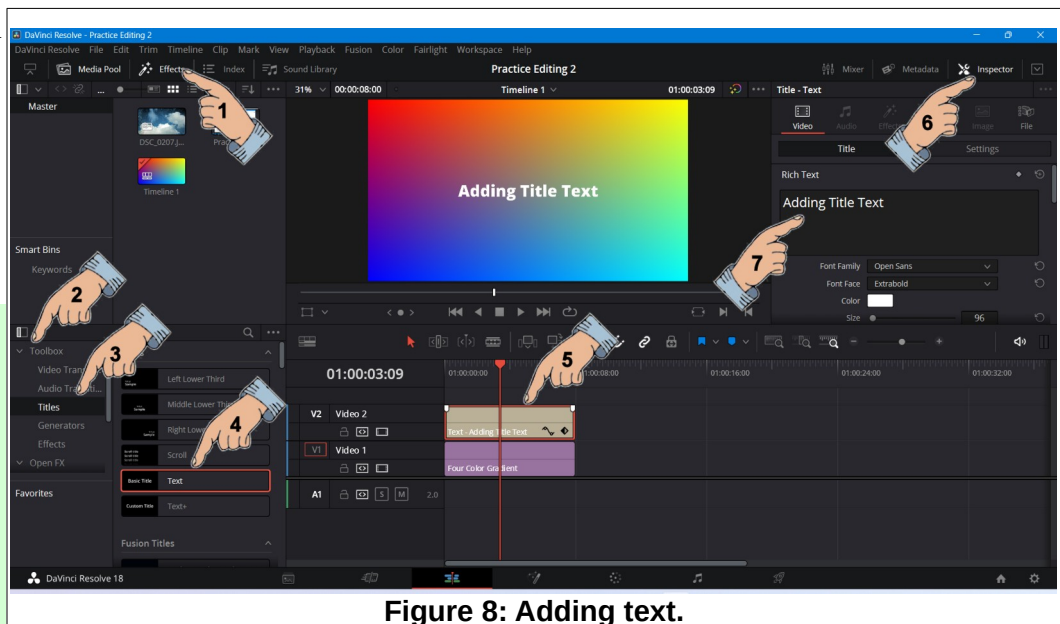 DaVinci Resolve - Practice Editing 2
DaVinci Resolve File Edit Trim Timeline Clip Mark View Playback Fusion Color Fairlight Workspace Help
Media Pool Effects Index Sound Library Practice Editing 2 Mixer Metadata Inspector
31% 00:00:08:00 Timeline 1 01:00:03:09 Title - Text
Master
1
6
DSC_0207.J...
Video Audio Image File
Title Settings
Timeline 1
Rich Text
Adding Title Text
Adding Title Text
Smart Bins
Keywords
7
2
Font Family Open Sans
Font Face Extrabold
Color
Size 96
3
5
Toolbox
Video
Audio
Titles
Generators
Effects
Open FX
Favorites
Sample
Left Lower Third
Sample
Middle Lower
4
Right
Scroll
Basic Title Text
Custom Title Text+
Fusion Titles
01:00:03:09 01:00:00:00 01:00:16:00 01:00:24:00 01:00:32:00
V2 Video 2
Text - Adding Text
V1 Video 1
Four Color Gradient
A1 S M 2.0
DaVinci Resolve 18
Figure 8: Adding text.